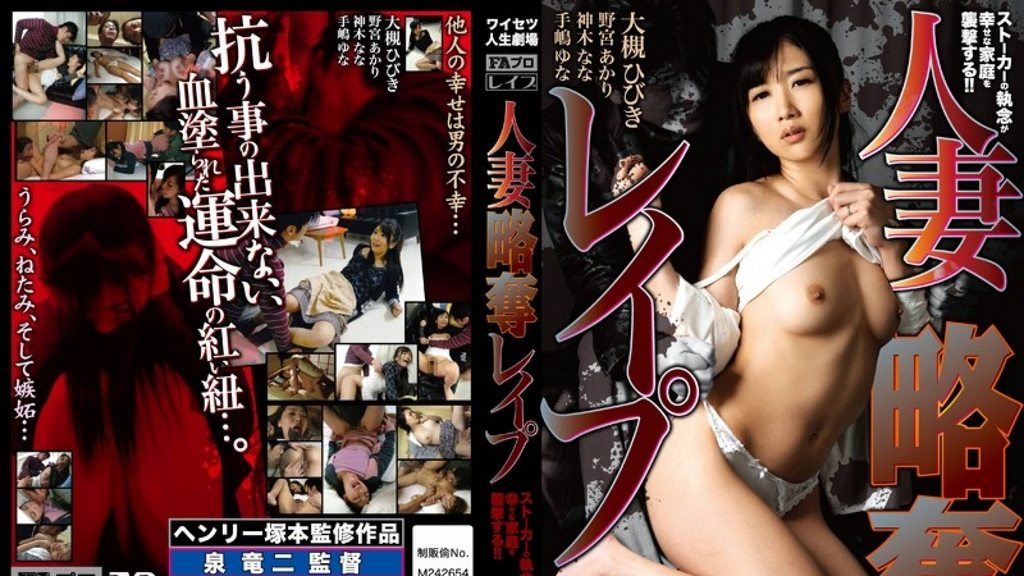 他人の幸せは男の不幸…
抗う事の出来ない、
血塗られた運命の紅い紐…。
うらみ、ねたみ、そして嫉妬…
大槻 ひびき
野宮 あかり
神木 なな
手嶋 ゆな
ヘンリー塚本監修作品
泉 竜二 監督
制販倫No.
M242654
ワイセツ
人生劇場
FAプロ
レイプ
人妻略奪レイプ
ストーカーの執念が
幸せな家庭を
襲撃する!!
大槻 ひびき
野宮 あかり
神木 なな
手嶋 ゆな
ストーカーの執念が
幸せな家庭を
襲撃する!!
人妻略奪
レイプ。